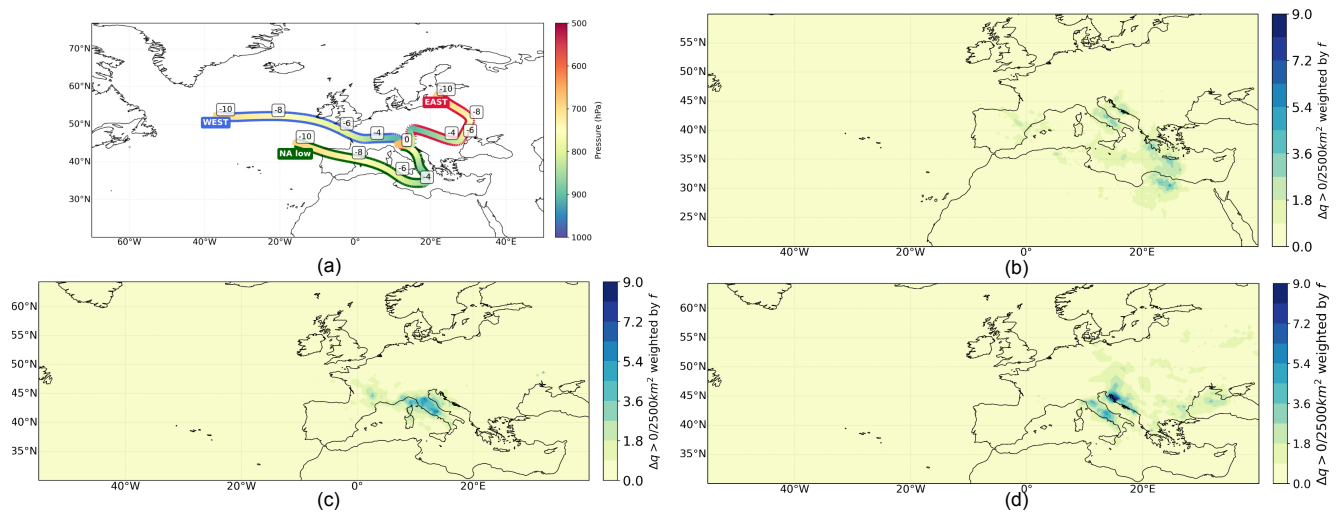 70°N
60°N
50°N
40°N
30°N
60°W
40°W
20°W
0°
20°E
40°E
-10
-8
-6
-4
WEST
-10
-8
-6
-4
NA low
-10
EAST
-8
-6
-4
0
500
600
700
800
900
1000
Pressure (hPa)
(a)
55°N
50°N
45°N
40°N
35°N
30°N
25°N
40°W
20°W
0°
20°E
9.0
7.2
5.4
3.6
1.8
0.0
Δq > 0/2500km² weighted by f
(b)
60°N
55°N
50°N
45°N
40°N
35°N
40°W
20°W
0°
20°E
9.0
7.2
5.4
3.6
1.8
0.0
Δq > 0/2500km² weighted by f
(c)
60°N
55°N
50°N
45°N
40°N
35°N
30°N
40°W
20°W
0°
20°E
9.0
7.2
5.4
3.6
1.8
0.0
Δq > 0/2500km² weighted by f
(d)